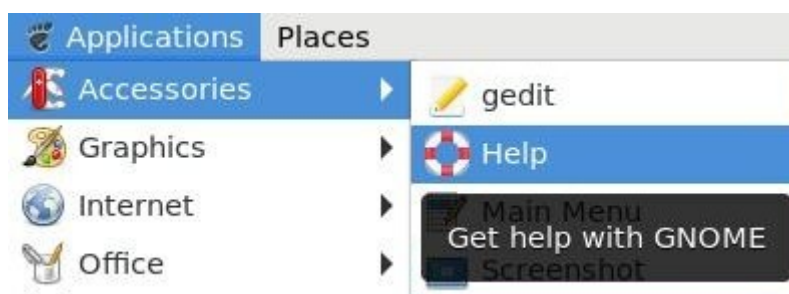 Applications Places
Accessories
gedit
Graphics
Help
Internet
Main Menu
Get help with GNOME
Office
Screenshot